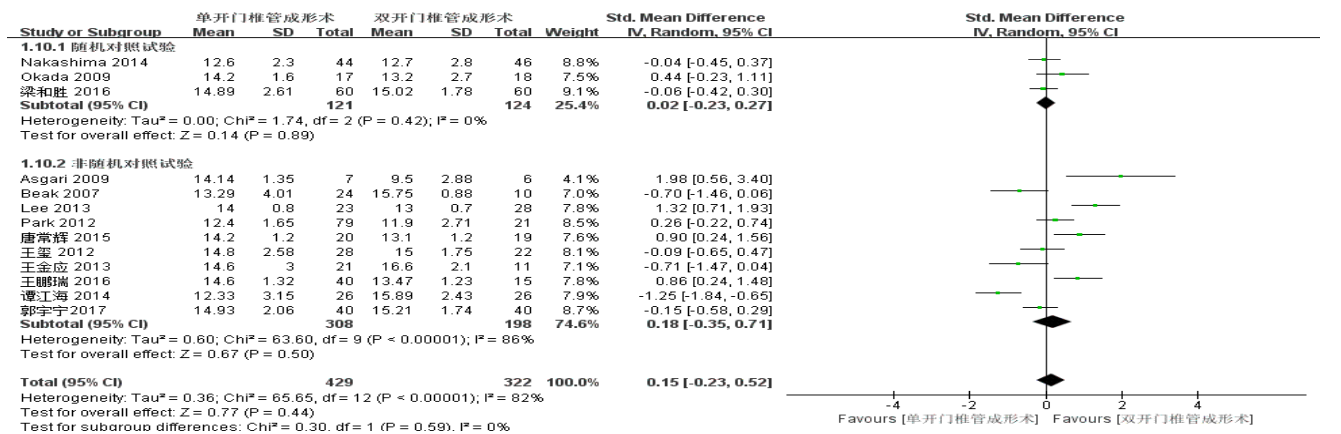 单开门椎管成形术 双开门椎管成形术 Std. Mean Difference Std. Mean Difference
Study or Subgroup Mean SD Total Mean SD Total Weight IV, Random, 95% CI IV, Random, 95% CI
1.10.1 随机对照试验
Nakashima 2014 12.6 2.3 44 12.7 2.8 46 8.8% -0.04 [-0.45, 0.37]
Okada 2009 14.2 1.6 17 13.2 2.7 18 7.5% 0.44 [-0.23, 1.11]
梁和胜 2016 14.89 2.61 60 15.02 1.78 60 9.1% -0.06 [-0.42, 0.30]
Subtotal (95% CI) 121 124 25.4% 0.02 [-0.23, 0.27]
Heterogeneity: Tau² = 0.00; Chi² = 1.74, df = 2 (P = 0.42); I² = 0%
Test for overall effect: Z = 0.14 (P = 0.89)
1.10.2 非随机对照试验
Asgari 2009 14.14 1.35 7 9.5 2.88 6 4.1% 1.98 [0.56, 3.40]
Beak 2007 13.29 4.01 24 15.75 0.88 10 7.0% -0.70 [-1.46, 0.06]
Lee 2013 14 0.8 23 13 0.7 28 7.8% 1.32 [0.71, 1.93]
Park 2012 12.4 1.65 79 11.9 2.71 21 8.5% 0.26 [-0.22, 0.74]
唐常辉 2015 14.2 1.2 20 13.1 1.2 19 7.6% 0.90 [0.24, 1.56]
王玺 2012 14.8 2.58 28 15 1.75 22 8.1% -0.09 [-0.65, 0.47]
王金应 2013 14.6 3 21 16.6 2.1 11 7.1% -0.71 [-1.47, 0.04]
王鹏瑞 2016 14.6 1.32 40 13.47 1.23 15 7.8% 0.86 [0.24, 1.48]
谭江海 2014 12.33 3.15 26 15.89 2.43 26 7.9% -1.25 [-1.84, -0.65]
郭宇宁2017 14.93 2.06 40 15.21 1.74 40 8.7% -0.15 [-0.58, 0.29]
Subtotal (95% CI) 308 198 74.6% 0.18 [-0.35, 0.71]
Heterogeneity: Tau² = 0.60; Chi² = 63.60, df = 9 (P < 0.00001); I² = 86%
Test for overall effect: Z = 0.67 (P = 0.50)
Total (95% CI) 429 322 100.0% 0.15 [-0.23, 0.52]
Heterogeneity: Tau² = 0.36; Chi² = 65.65, df = 12 (P < 0.00001); I² = 82%
Test for overall effect: Z = 0.77 (P = 0.44)
Test for subgroup differences: Chi² = 0.30, df = 1 (P = 0.59), I² = 0%
-4 -2 0 2 4
Favours [单开门椎管成形术] Favours [双开门椎管成形术]